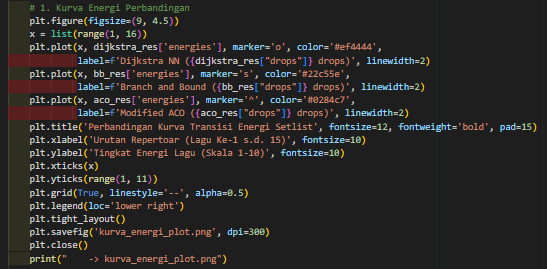 # 1. Kurva Energi Perbandingan
plt.figure(figsize=(9, 4.5))
x = list(range(1, 16))
plt.plot(x, dijkstra_res['energies'], marker='o', color='#ef4444',
label=f'Dijkstra NN ({dijkstra_res["drops"]} drops)', linewidth=2)
plt.plot(x, bb_res['energies'], marker='s', color='#22c55e',
label=f'Branch and Bound ({bb_res["drops"]} drops)', linewidth=2)
plt.plot(x, aco_res['energies'], marker='^', color='#0284c7',
label=f'Modified ACO ({aco_res["drops"]} drops)', linewidth=2)
plt.title('Perbandingan Kurva Transisi Energi Setlist', fontsize=12, fontweight='bold', pad=15)
plt.xlabel('Urutan Repertoar (Lagu Ke-1 s.d. 15)', fontsize=10)
plt.ylabel('Tingkat Energi Lagu (Skala 1-10)', fontsize=10)
plt.xticks(x)
plt.yticks(range(1, 11))
plt.grid(True, linestyle='--', alpha=0.5)
plt.legend(loc='lower right')
plt.tight_layout()
plt.savefig('kurva_energi_plot.png', dpi=300)
plt.close()
print("    -> kurva_energi_plot.png")